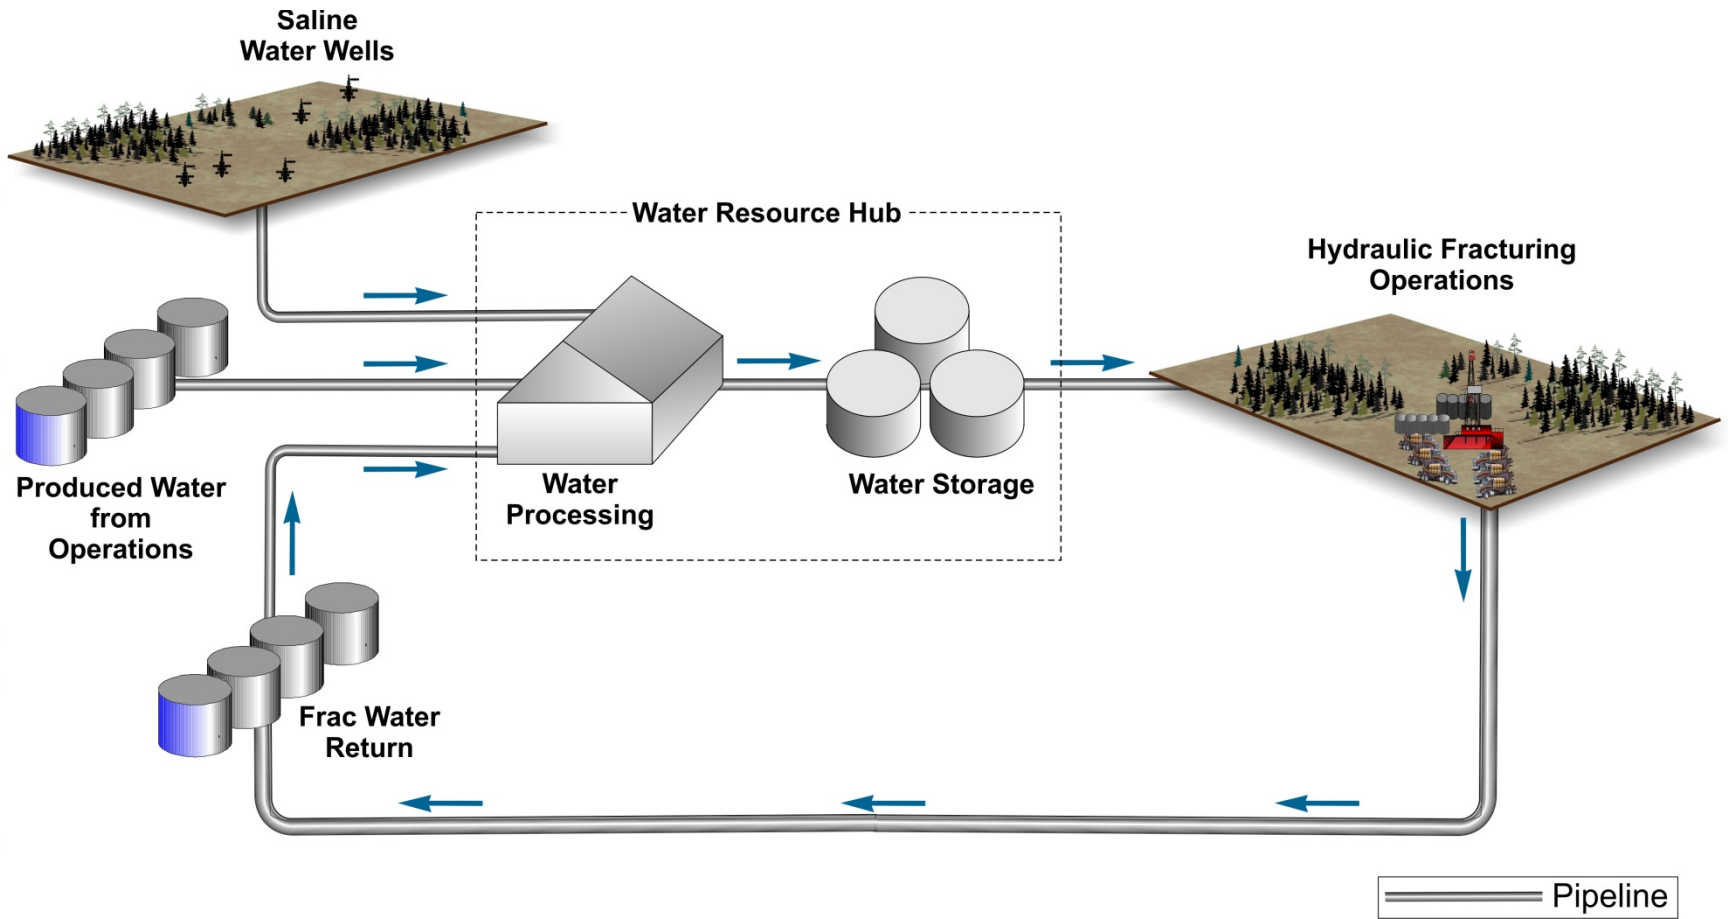 Saline
Water Wells
Water Resource Hub
Hydraulic Fracturing
Operations
Produced Water
from
Operations
Water
Processing
Water Storage
Frac Water
Return
Pipeline